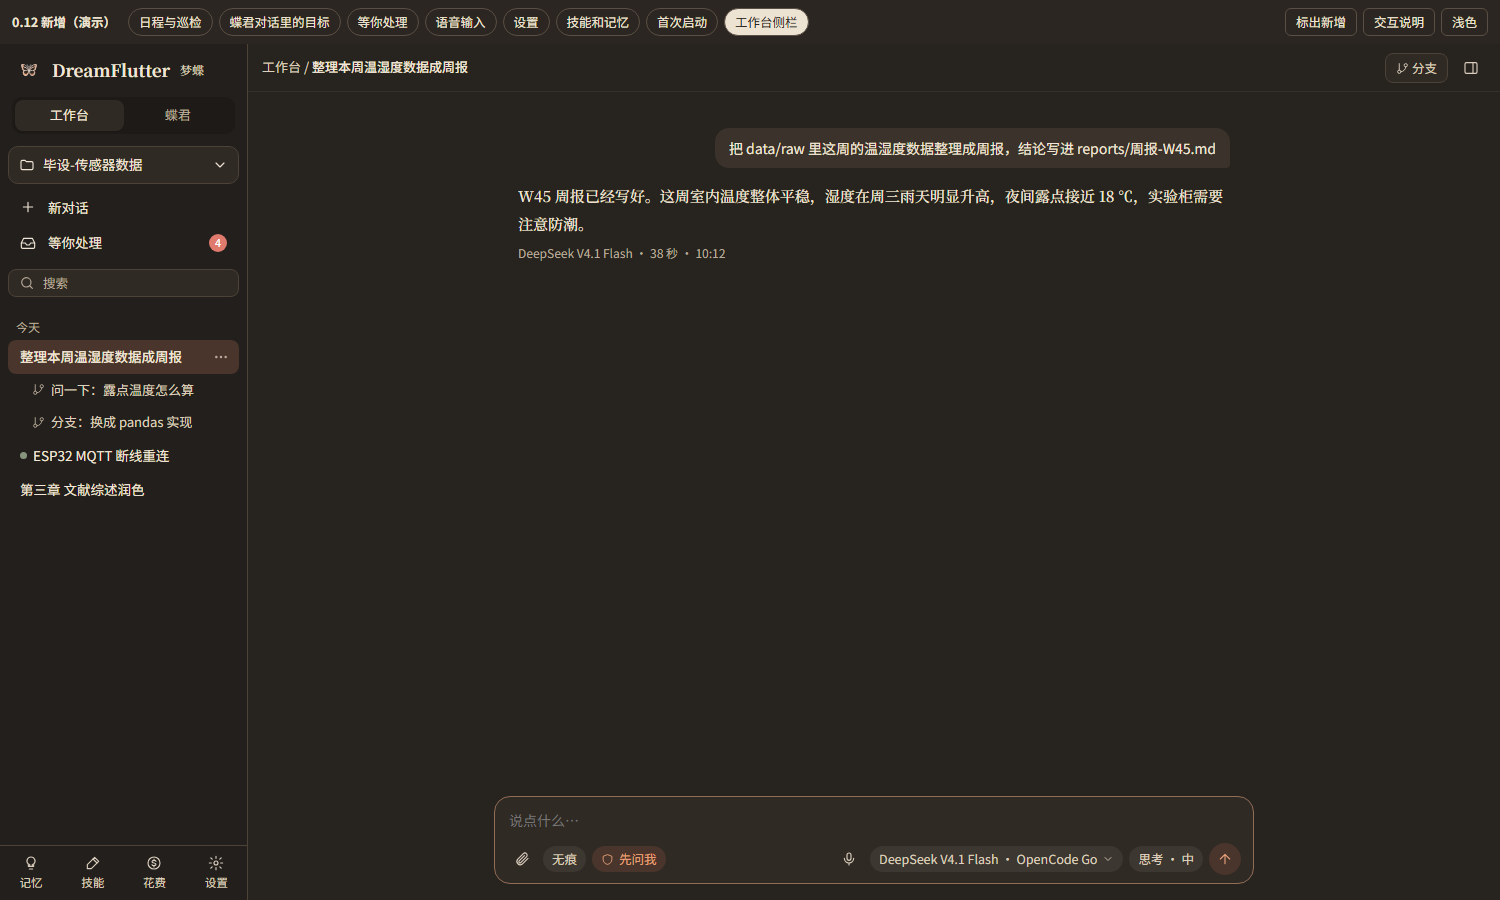 0.12 新增（演示） 日程与巡检 蝶君对话里的目标 等你处理 语音输入 设置 技能和记忆 首次启动 工作台侧栏 标出新增 交互说明 浅色
DreamFlutter 梦蝶
工作台 蝶君
毕设-传感器数据
新对话
等你处理 4
搜索
今天
整理本周温湿度数据成周报 ···
问一下：露点温度怎么算
分支：换成 pandas 实现
ESP32 MQTT 断线重连
第三章 文献综述润色
记忆 技能 花费 设置
工作台 / 整理本周温湿度数据成周报 分支
把 data/raw 里这周的温湿度数据整理成周报，结论写进 reports/周报-W45.md
W45 周报已经写好。这周室内温度整体平稳，湿度在周三雨天明显升高，夜间露点接近 18 °C，实验柜需要
注意防潮。
DeepSeek V4.1 Flash · 38 秒 · 10:12
说点什么…
无痕 先问我 DeepSeek V4.1 Flash · OpenCode Go 思考 · 中